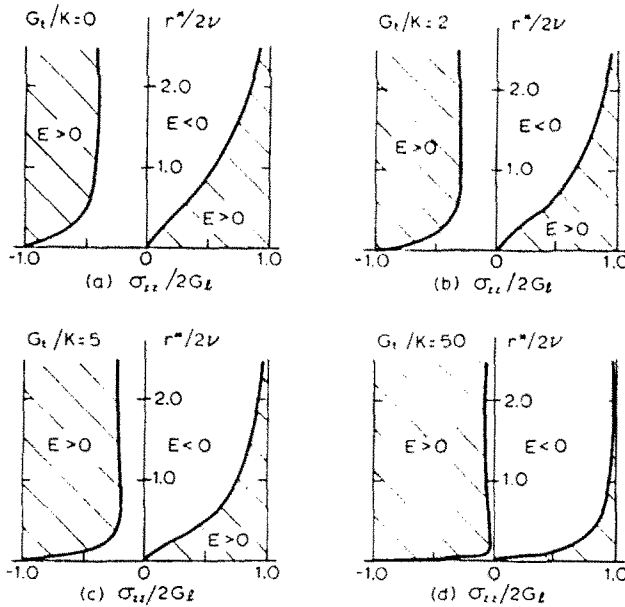 Gt/K=0 r*/2ν
2.0
E>0 E<0
1.0
E>0
-1.0 0 1.0
(a) σzz/2Gℓ
Gt/K=2 r*/2ν
2.0
E>0 E<0
1.0
E>0
-1.0 0 1.0
(b) σzz/2Gℓ
Gt/K=5 r*/2ν
2.0
E>0 E<0
1.0
E>0
-1.0 0 1.0
(c) σzz/2Gℓ
Gt/K=50 r*/2ν
2.0
E>0 E<0
1.0
-1.0 0 1.0
(d) σzz/2Gℓ